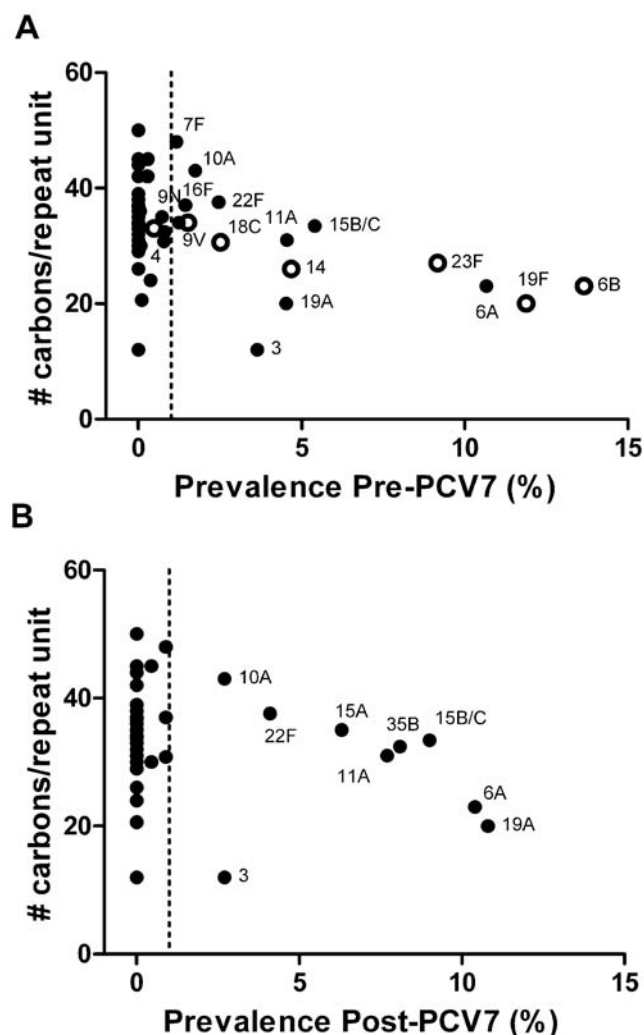 A
60
40
20
0
# carbons/repeat unit
7F
10A
9N
16F
22F
11A
15B/C
4
9V
18C
14
23F
19A
6A
19F
6B
3
0
5
10
15
Prevalence Pre-PCV7 (%)
B
60
40
20
0
# carbons/repeat unit
10A
22F
15A
35B
15B/C
11A
6A
19A
3
0
5
10
15
Prevalence Post-PCV7 (%)